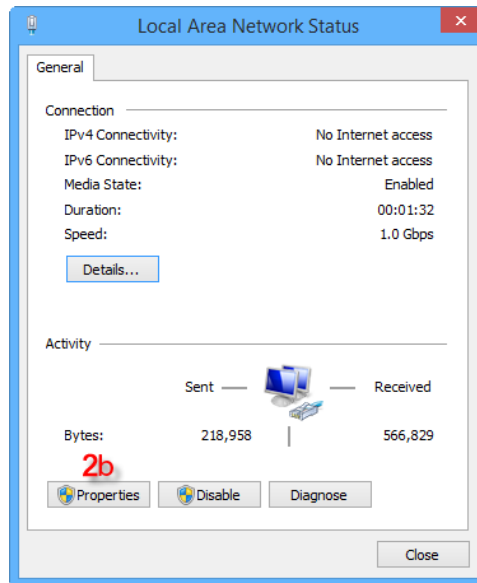 Local Area Network Status
General
Connection
IPv4 Connectivity: No Internet access
IPv6 Connectivity: No Internet access
Media State: Enabled
Duration: 00:01:32
Speed: 1.0 Gbps
Details...
Activity
Sent Received
Bytes: 218,958 566,829
2b
Properties Disable Diagnose
Close